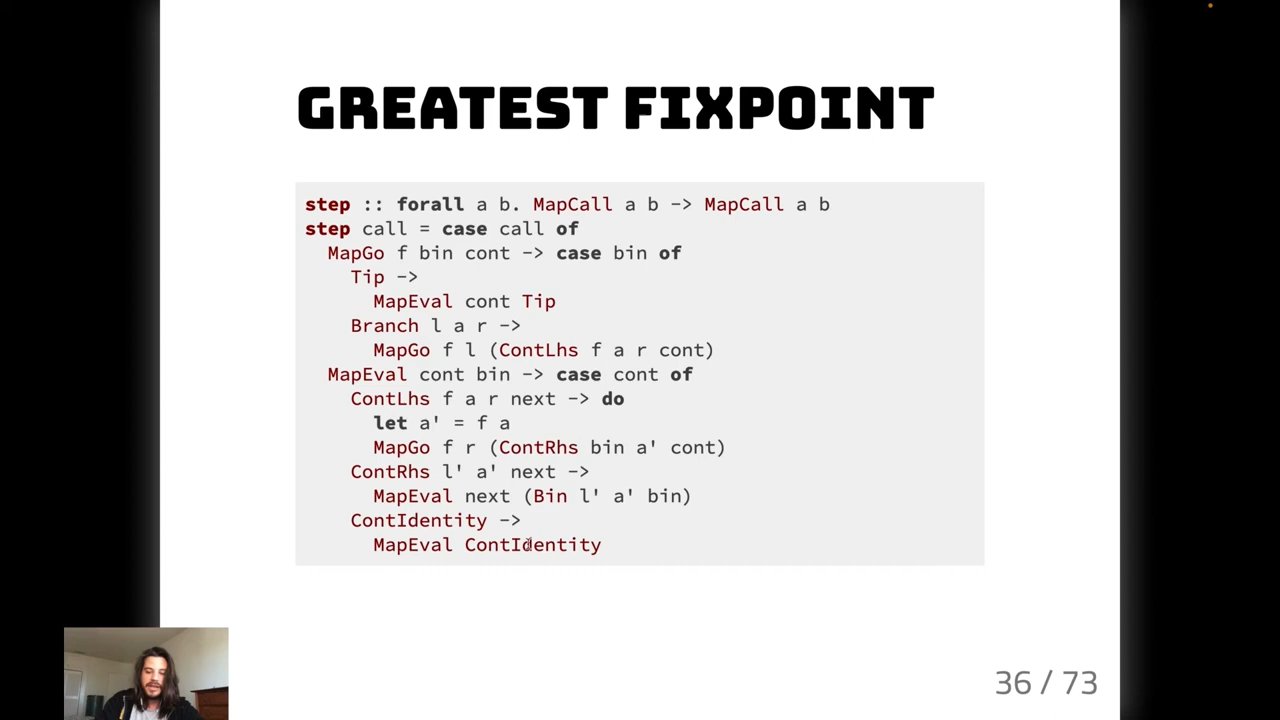 GREATEST FIXPOINT
step :: forall a b. MapCall a b -> MapCall a b
step call = case call of
  MapGo f bin cont -> case bin of
    Tip ->
      MapEval cont Tip
    Branch l a r ->
      MapGo f l (ContLhs f a r cont)
  MapEval cont bin -> case cont of
    ContLhs f a r next -> do
      let a' = f a
      MapGo f r (ContRhs bin a' cont)
    ContRhs l' a' next ->
      MapEval next (Bin l' a' bin)
    ContIdentity ->
      MapEval ContIdentity
36 / 73